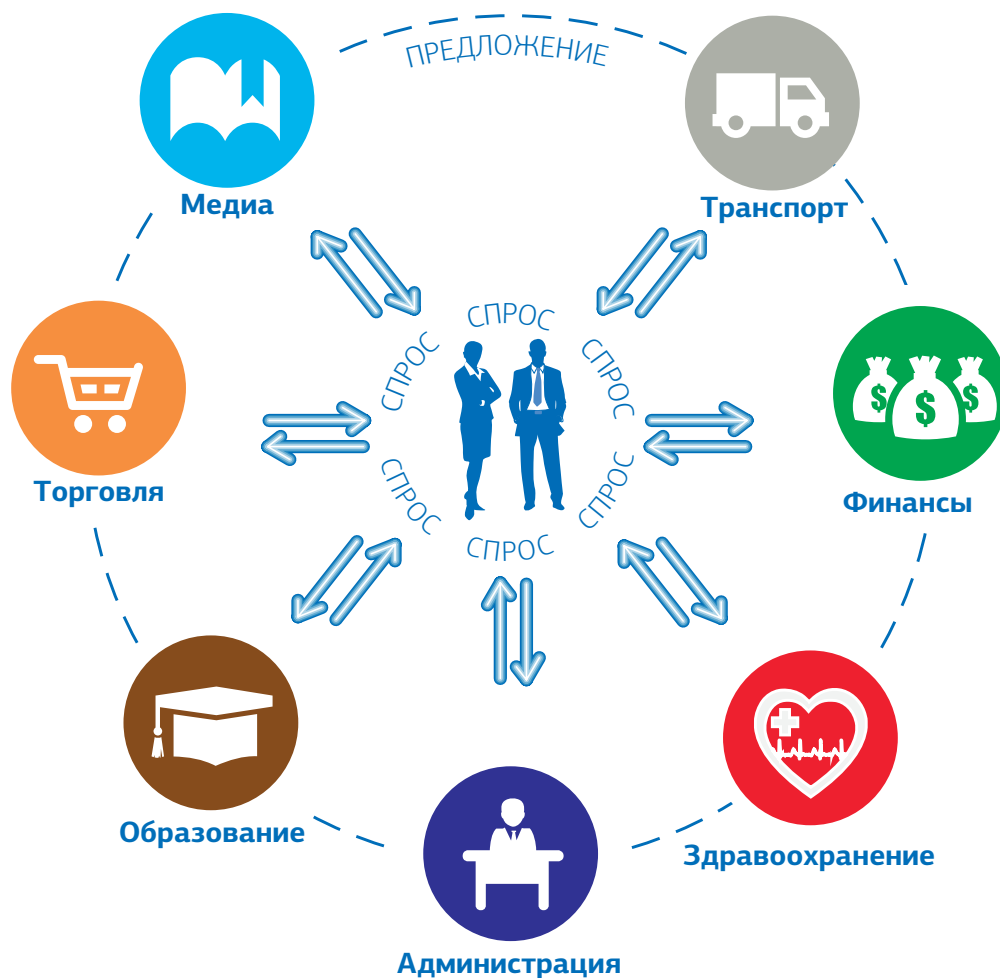 ПРЕДЛОЖЕНИЕ
Медиа
Транспорт
СПРОС
СПРОС
СПРОС
Торговля
Финансы
СПРОС
СПРОС
СПРОС
Образование
Здравоохранение
Администрация
$
$
$